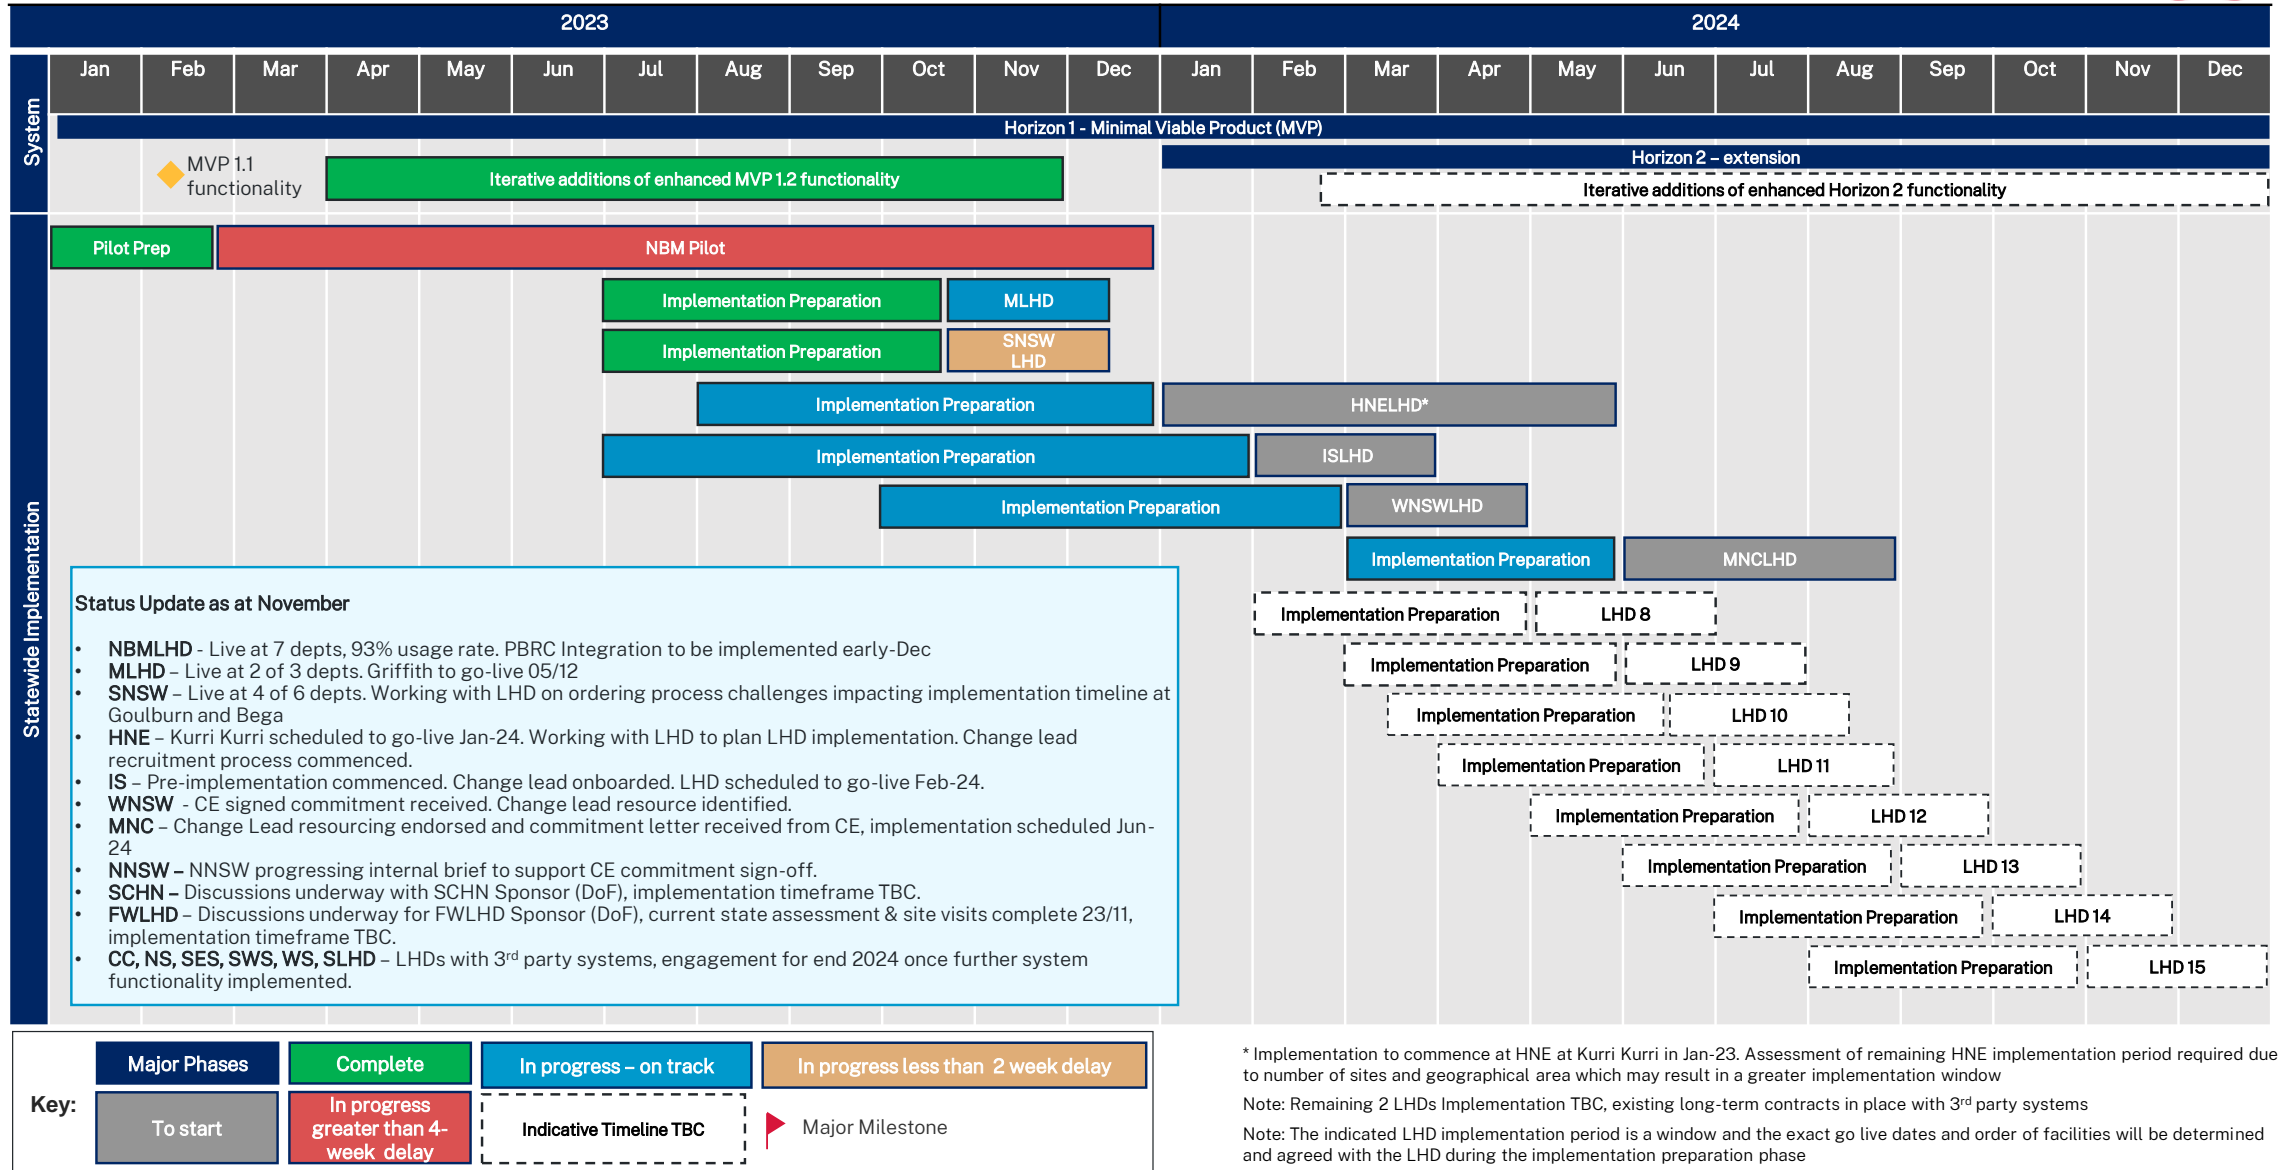 2023
2024
Jan
Feb
Mar
Apr
May
Jun
Jul
Aug
Sep
Oct
Nov
Dec
Jan
Feb
Mar
Apr
May
Jun
Jul
Aug
Sep
Oct
Nov
Dec
System
Horizon 1 - Minimal Viable Product (MVP)
Horizon 2 – extension
MVP 1.1
functionality
Iterative additions of enhanced MVP 1.2 functionality
Iterative additions of enhanced Horizon 2 functionality
Statewide Implementation
Pilot Prep
NBM Pilot
Implementation Preparation
MLHD
Implementation Preparation
SNSW
LHD
Implementation Preparation
HNELHD*
Implementation Preparation
ISLHD
Implementation Preparation
WNSWLHD
Implementation Preparation
MNCLHD
Implementation Preparation
LHD 8
Implementation Preparation
LHD 9
Implementation Preparation
LHD 10
Implementation Preparation
LHD 11
Implementation Preparation
LHD 12
Implementation Preparation
LHD 13
Implementation Preparation
LHD 14
Implementation Preparation
LHD 15
Status Update as at November
• NBMLHD - Live at 7 depts, 93% usage rate. PBRC Integration to be implemented early-Dec
• MLHD – Live at 2 of 3 depts. Griffith to go-live 05/12
• SNSW – Live at 4 of 6 depts. Working with LHD on ordering process challenges impacting implementation timeline at
Goulburn and Bega
• HNE – Kurri Kurri scheduled to go-live Jan-24. Working with LHD to plan LHD implementation. Change lead
recruitment process commenced.
• IS – Pre-implementation commenced. Change lead onboarded. LHD scheduled to go-live Feb-24.
• WNSW - CE signed commitment received. Change lead resource identified.
• MNC – Change Lead resourcing endorsed and commitment letter received from CE, implementation scheduled Jun-
24
• NNSW – NNSW progressing internal brief to support CE commitment sign-off.
• SCHN – Discussions underway with SCHN Sponsor (DoF), implementation timeframe TBC.
• FWLHD – Discussions underway for FWLHD Sponsor (DoF), current state assessment & site visits complete 23/11,
implementation timeframe TBC.
• CC, NS, SES, SWS, WS, SLHD – LHDs with 3rd party systems, engagement for end 2024 once further system
functionality implemented.
Key:
Major Phases
Complete
In progress – on track
In progress less than 2 week delay
To start
In progress
greater than 4-
week delay
Indicative Timeline TBC
Major Milestone
* Implementation to commence at HNE at Kurri Kurri in Jan-23. Assessment of remaining HNE implementation period required due
to number of sites and geographical area which may result in a greater implementation window
Note: Remaining 2 LHDs Implementation TBC, existing long-term contracts in place with 3rd party systems
Note: The indicated LHD implementation period is a window and the exact go live dates and order of facilities will be determined
and agreed with the LHD during the implementation preparation phase